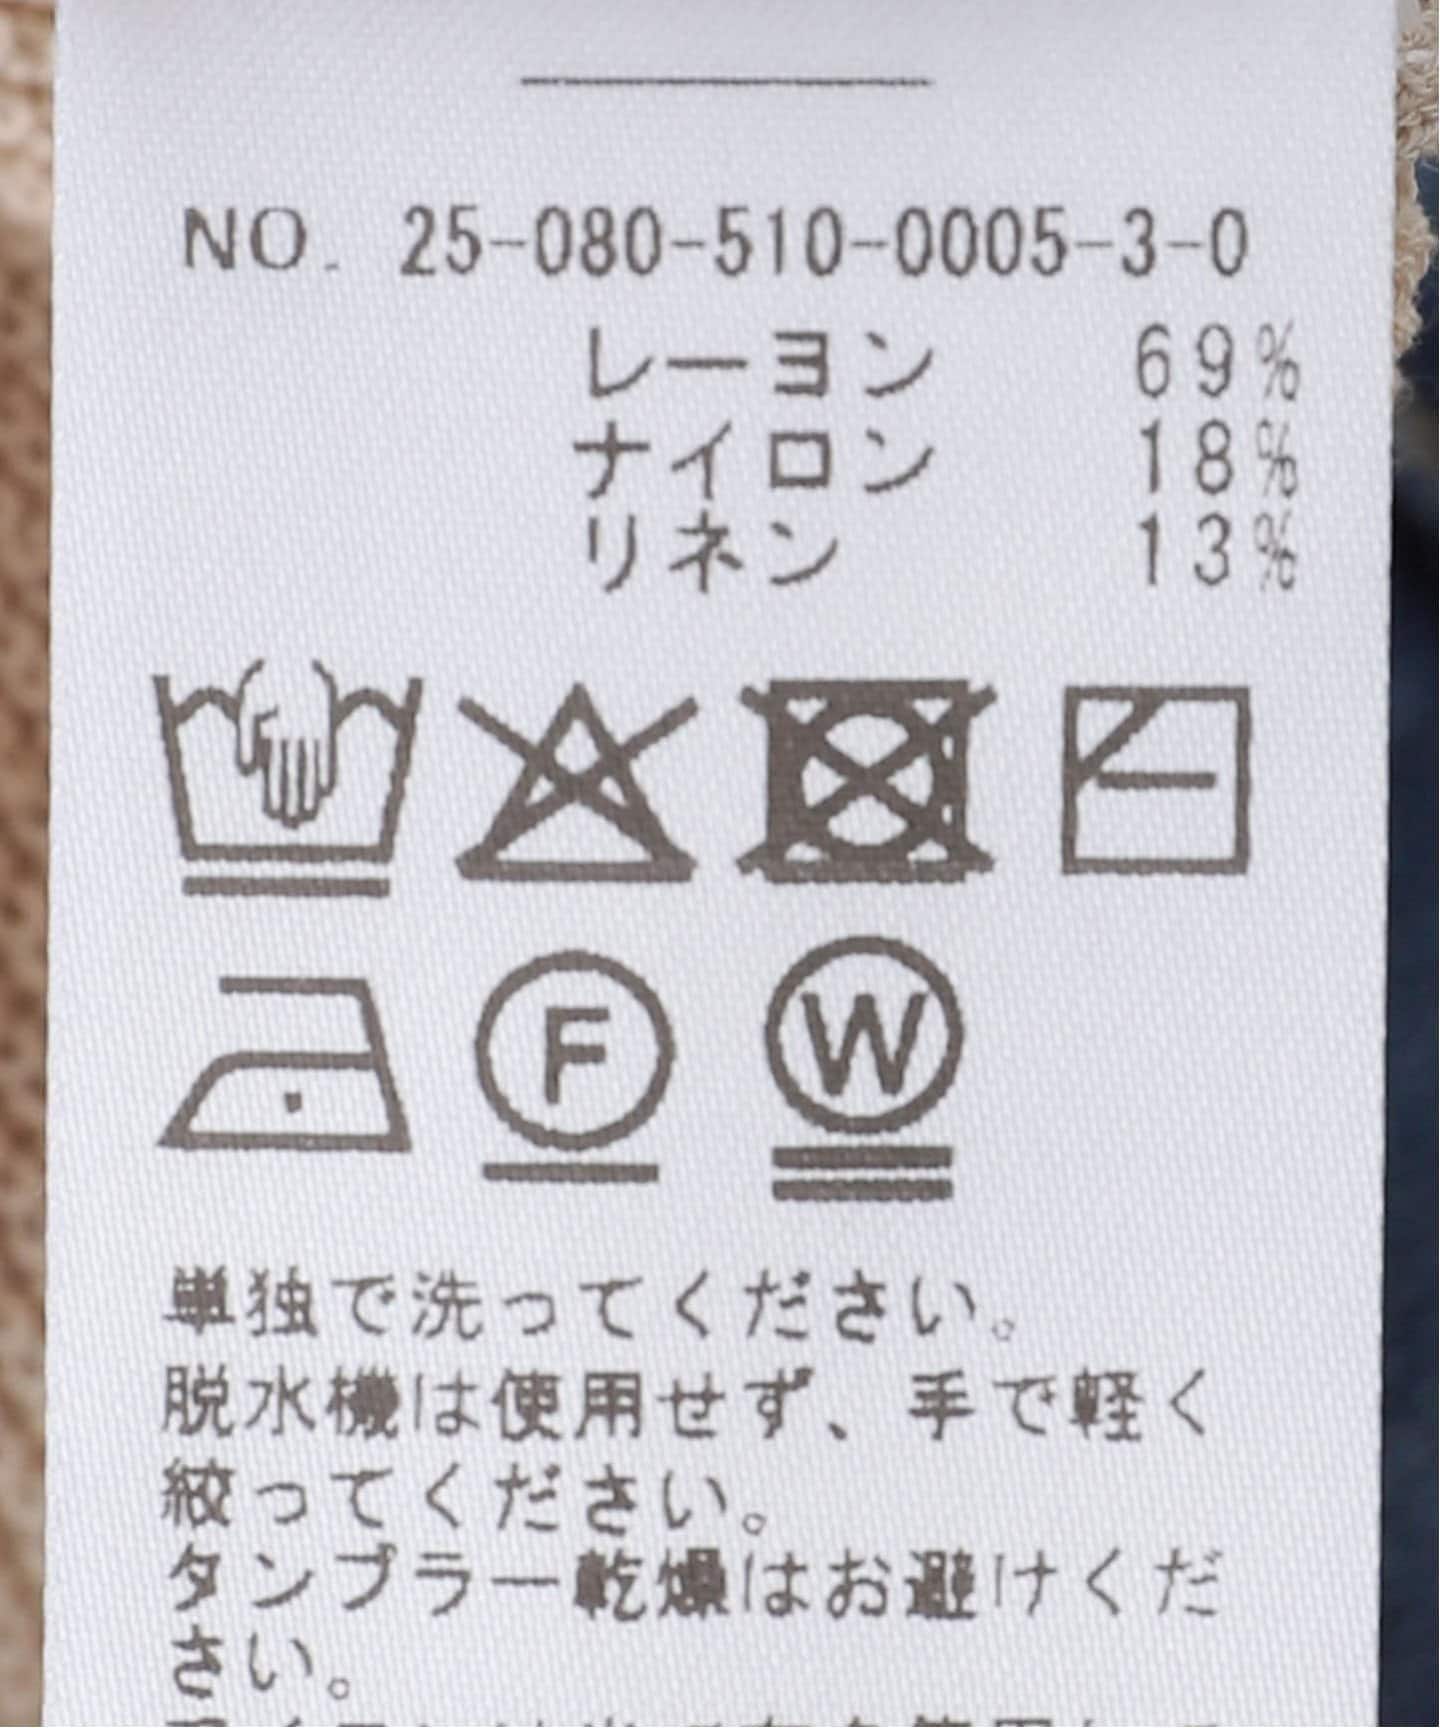 NO. 25-080-510-0005-3-0
レーヨン 69%
ナイロン 18%
リネン 13%
F W
単独で洗ってください。
脱水機は使用せず、手で軽く
絞ってください。
タンブラー乾燥はお避けくだ
さい。